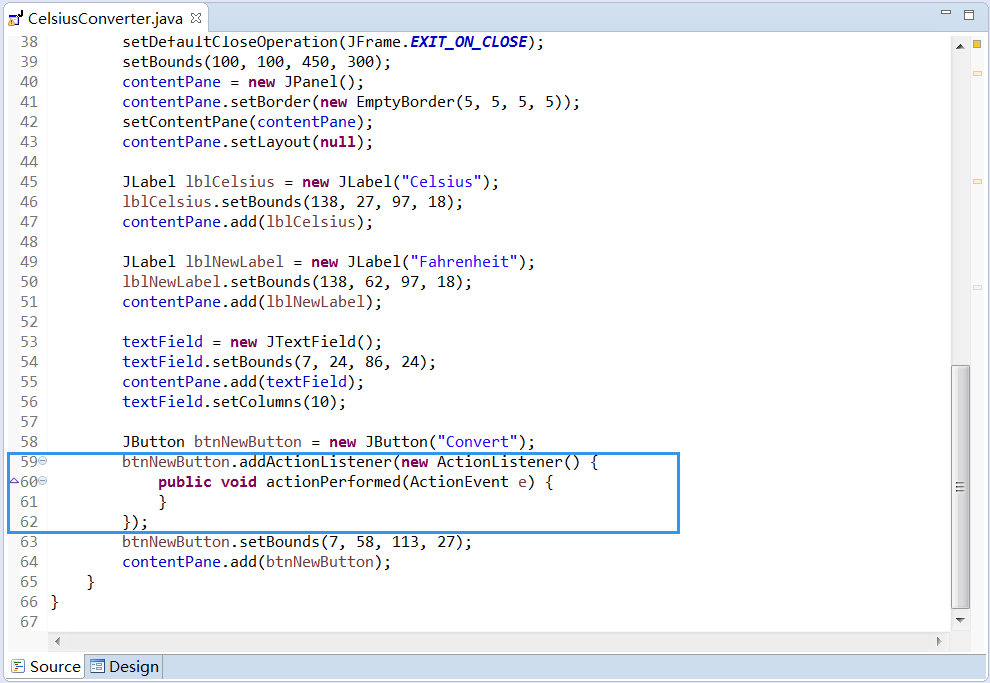 CelsiusConverter.java
38 setDefaultCloseOperation(JFrame.EXIT_ON_CLOSE);
39 setBounds(100, 100, 450, 300);
40 contentPane = new JPanel();
41 contentPane.setBorder(new EmptyBorder(5, 5, 5, 5));
42 setContentPane(contentPane);
43 contentPane.setLayout(null);
44
45 JLabel lblCelsius = new JLabel("Celsius");
46 lblCelsius.setBounds(138, 27, 97, 18);
47 contentPane.add(lblCelsius);
48
49 JLabel lblNewLabel = new JLabel("Fahrenheit");
50 lblNewLabel.setBounds(138, 62, 97, 18);
51 contentPane.add(lblNewLabel);
52
53 textField = new JTextField();
54 textField.setBounds(7, 24, 86, 24);
55 contentPane.add(textField);
56 textField.setColumns(10);
57
58 JButton btnNewButton = new JButton("Convert");
59 btnNewButton.addActionListener(new ActionListener() {
60 public void actionPerformed(ActionEvent e) {
61 }
62 });
63 btnNewButton.setBounds(7, 58, 113, 27);
64 contentPane.add(btnNewButton);
65 }
66 }
67
Source Design